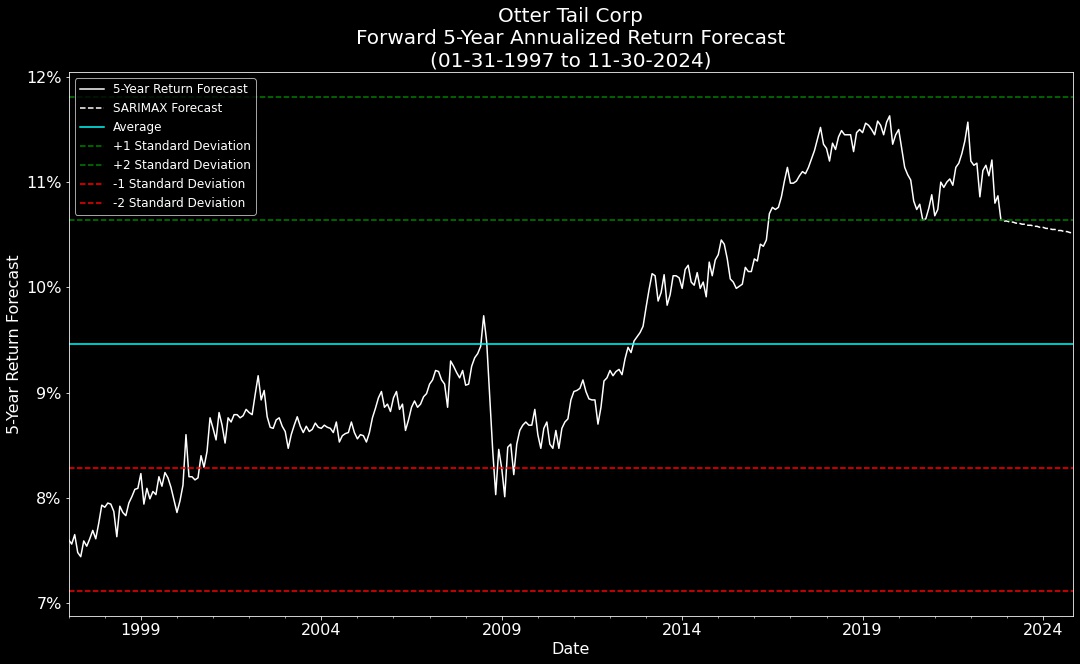 Otter Tail Corp
Forward 5-Year Annualized Return Forecast
(01-31-1997 to 11-30-2024)
12%
11%
10%
9%
8%
7%
5-Year Return Forecast
5-Year Return Forecast
SARIMAX Forecast
Average
+1 Standard Deviation
+2 Standard Deviation
-1 Standard Deviation
-2 Standard Deviation
1999 2004 2009 2014 2019 2024
Date